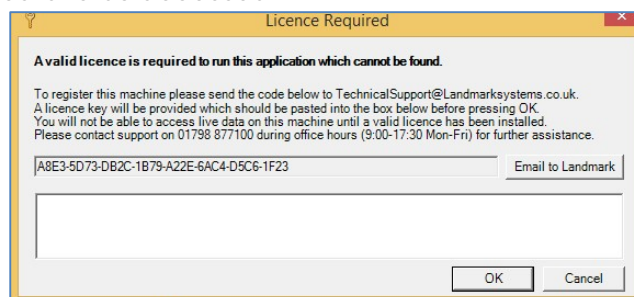 Licence Required
A valid licence is required to run this application which cannot be found.
To register this machine please send the code below to TechnicalSupport@Landmarksystems.co.uk.
A licence key will be provided which should be pasted into the box below before pressing OK.
You will not be able to access live data on this machine until a valid licence has been installed.
Please contact support on 01798 877100 during office hours (9:00-17:30 Mon-Fri) for further assistance.
A8E3-5D73-DB2C-1B79-A22E-6AC4-D5C6-1F23 Email to Landmark
OK Cancel